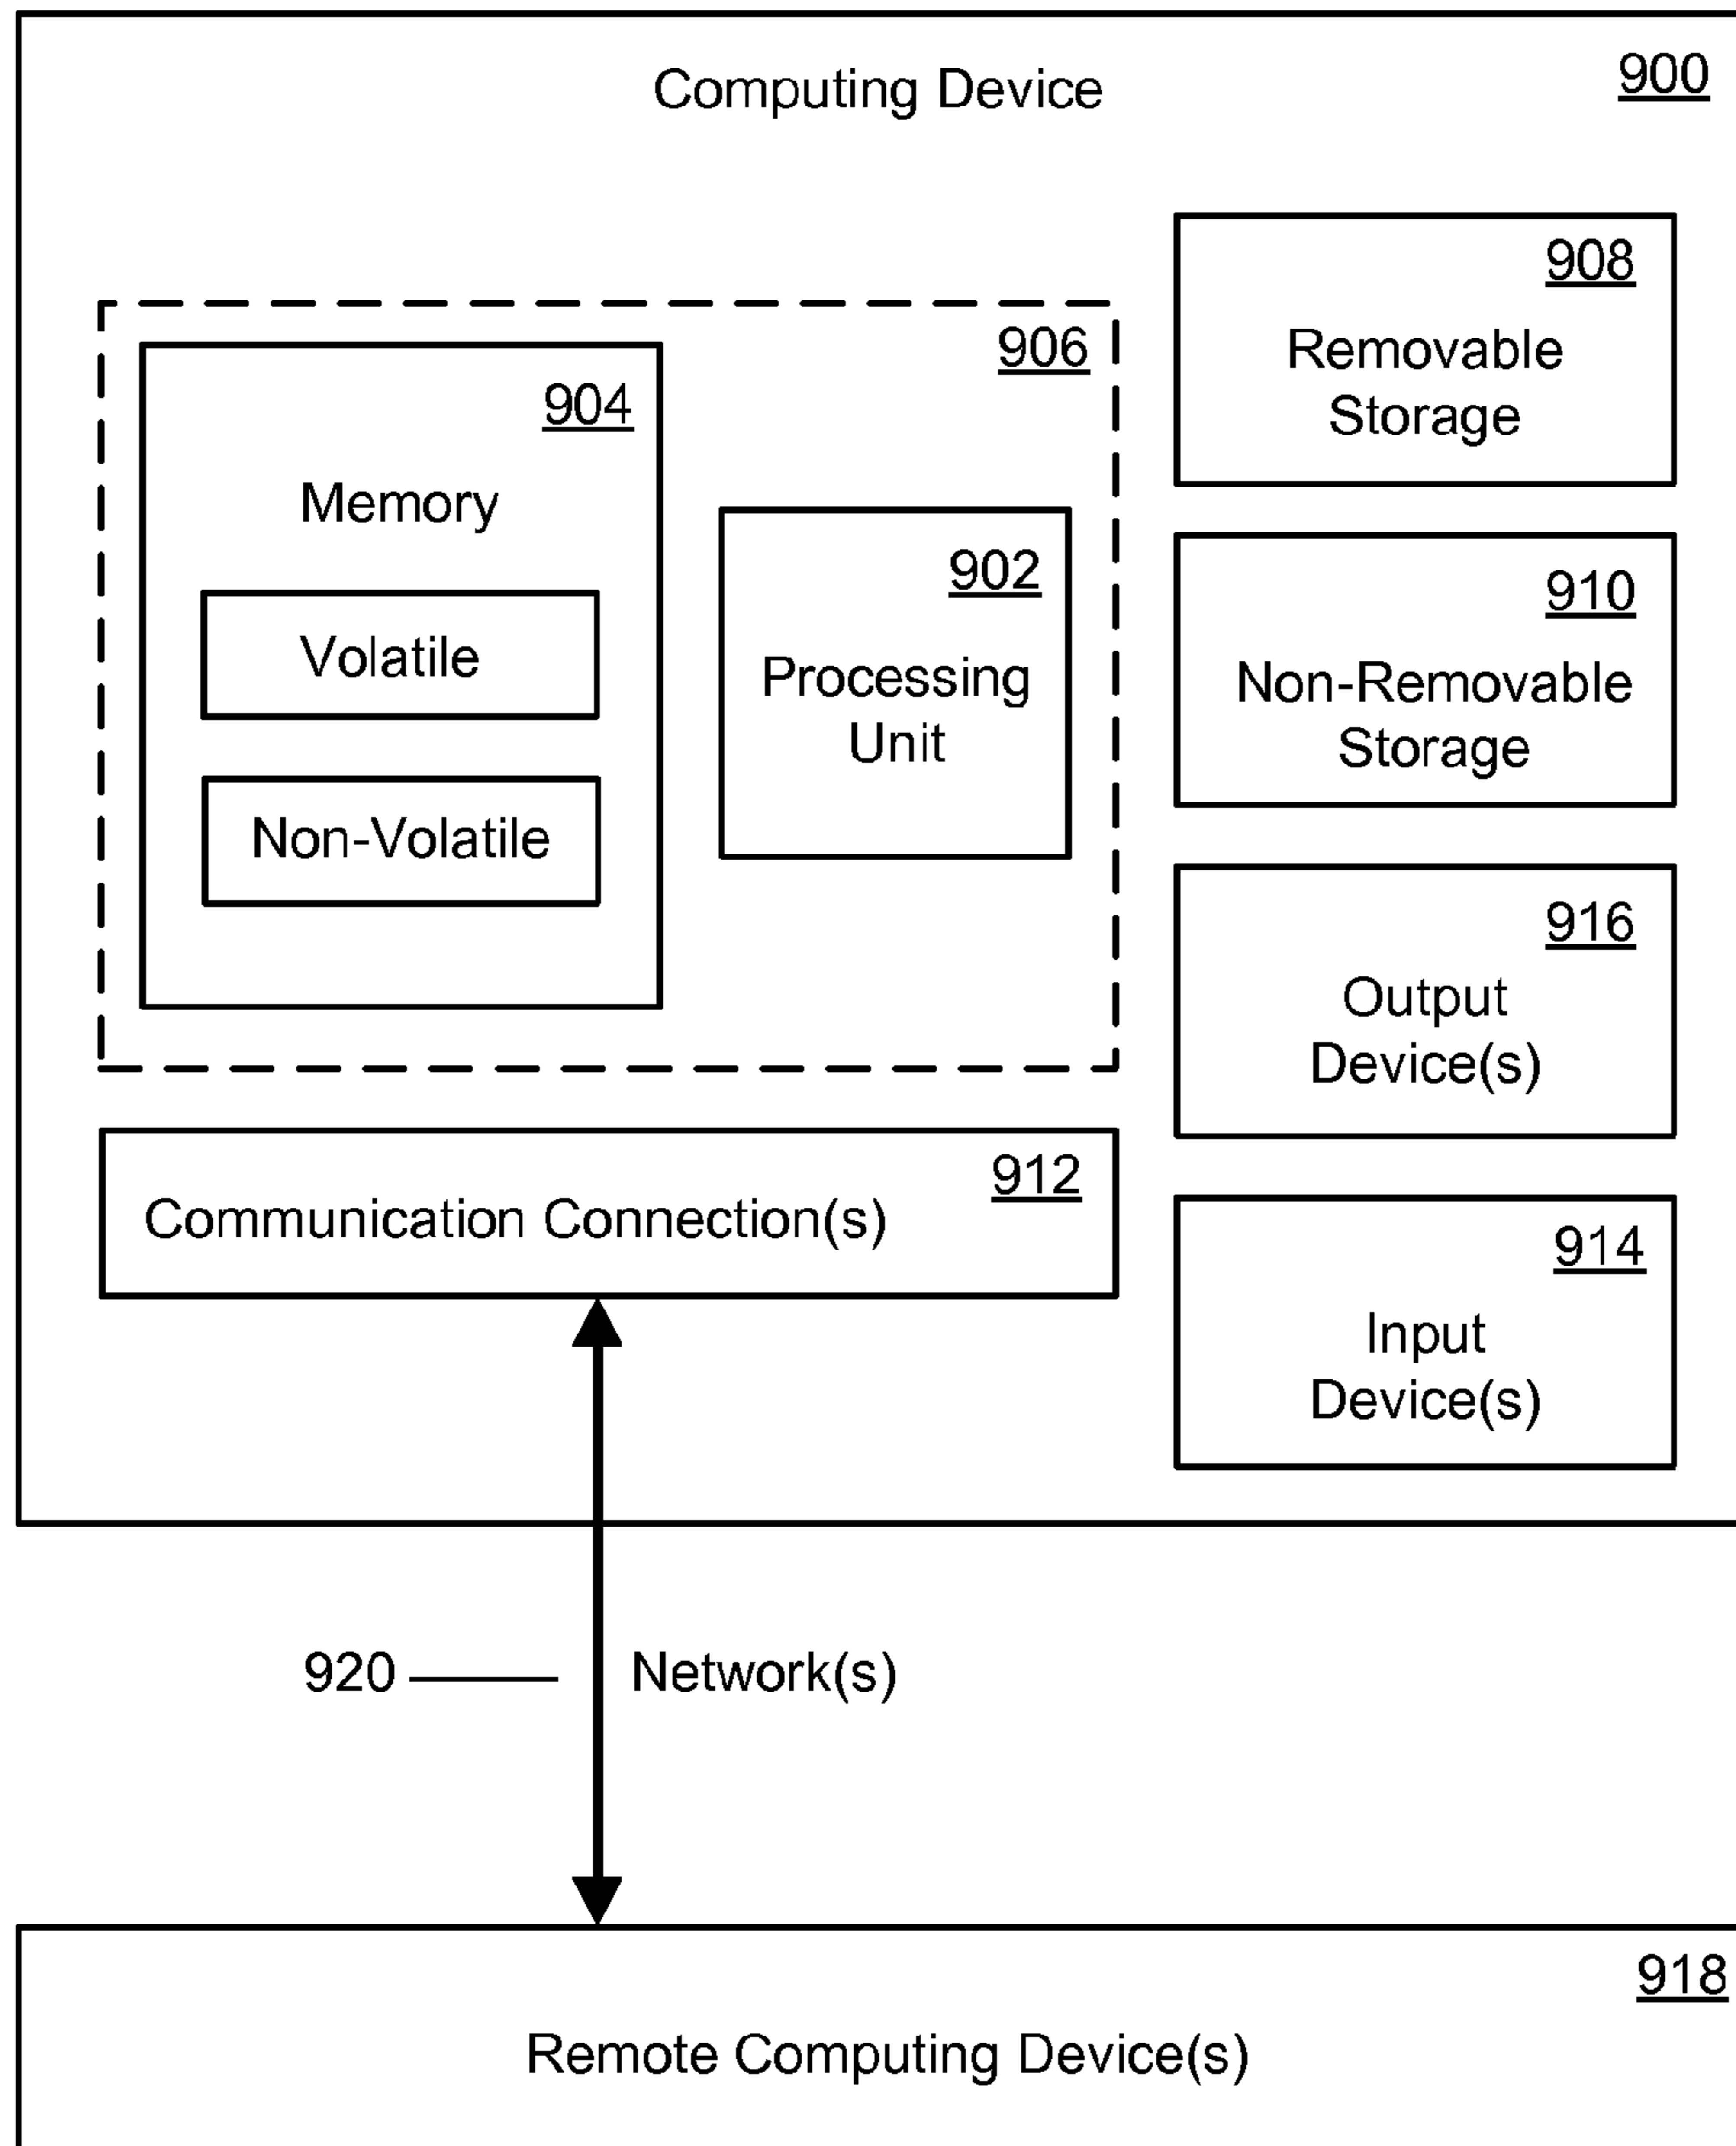 Computing Device
900
908
Removable
Storage
906
904
Memory
Volatile
Non-Volatile
902
Processing
Unit
910
Non-Removable
Storage
916
Output
Device(s)
912
Communication Connection(s)
914
Input
Device(s)
920
Network(s)
918
Remote Computing Device(s)